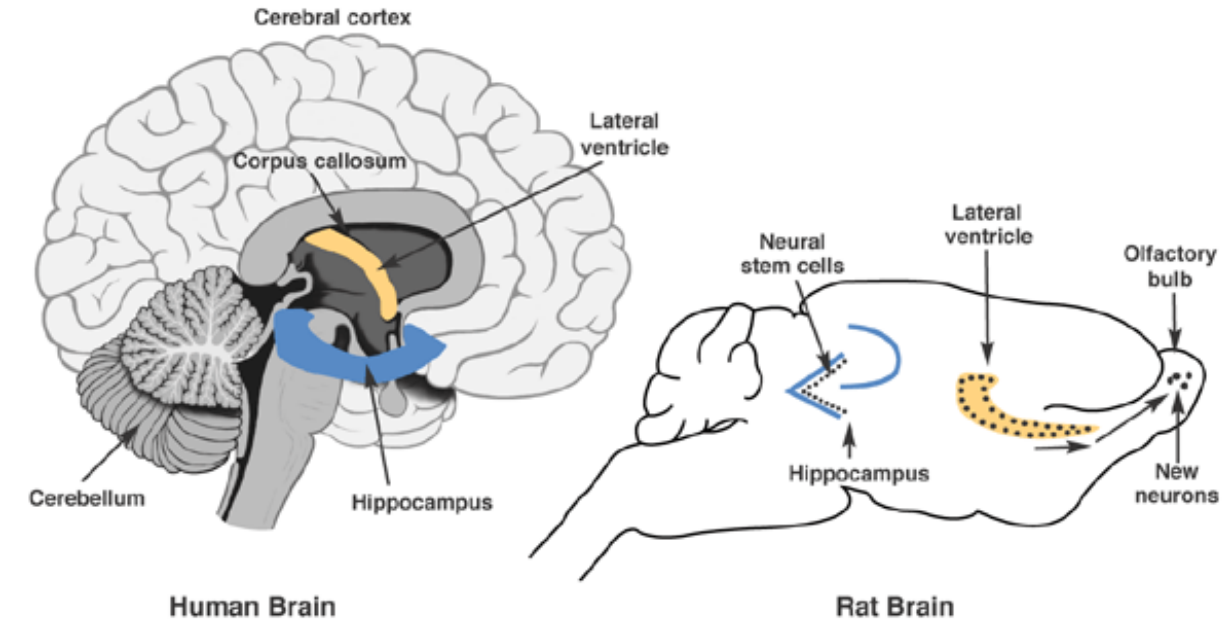 Cerebral cortex
Lateral
ventricle
Corpus callosum
Cerebellum
Hippocampus
Human Brain
Neural
stem cells
Lateral
ventricle
Olfactory
bulb
Hippocampus
New
neurons
Rat Brain